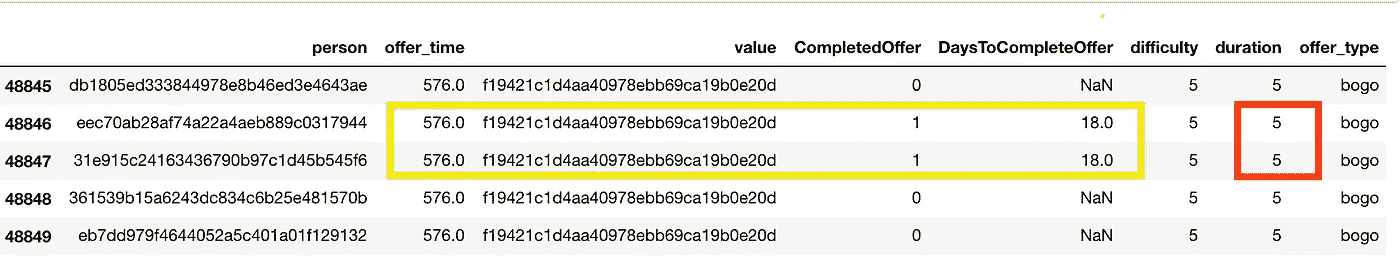 person offer_time value CompletedOffer DaysToCompleteOffer difficulty duration offer_type
48845 db1805ed333844978e8b46ed3e4643ae 576.0 f19421c1d4aa40978ebb69ca19b0e20d 0 NaN 5 5 bogo
48846 eec70ab28af74a22a4aeb889c0317944 576.0 f19421c1d4aa40978ebb69ca19b0e20d 1 18.0 5 5 bogo
48847 31e915c24163436790b97c1d45b545f6 576.0 f19421c1d4aa40978ebb69ca19b0e20d 1 18.0 5 5 bogo
48848 361539b15a6243dc834c6b25e481570b 576.0 f19421c1d4aa40978ebb69ca19b0e20d 0 NaN 5 5 bogo
48849 eb7dd979f4644052a5c401a01f129132 576.0 f19421c1d4aa40978ebb69ca19b0e20d 0 NaN 5 5 bogo